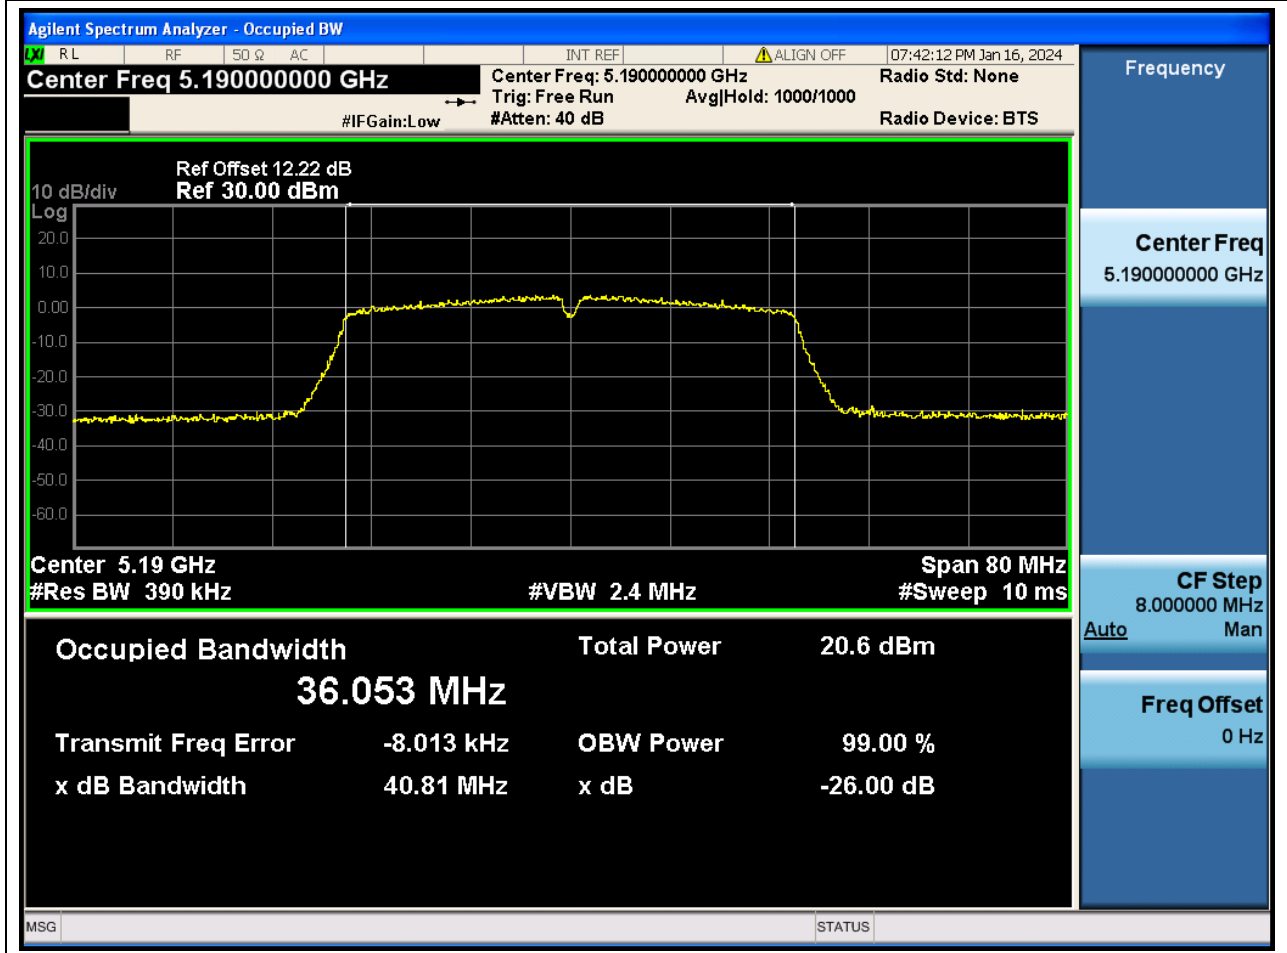 Agilent Spectrum Analyzer - Occupied BW
LXI RL RF 50 Ω AC INT REF ALIGN OFF 07:42:12 PM Jan 16, 2024
Center Freq 5.190000000 GHz
Center Freq: 5.190000000 GHz
Radio Std: None
Trig: Free Run Avg|Hold: 1000/1000
#IFGain:Low #Atten: 40 dB Radio Device: BTS
Ref Offset 12.22 dB
10 dB/div Ref 30.00 dBm
Log
20.0
10.0
0.00
-10.0
-20.0
-30.0
-40.0
-50.0
-60.0
Center 5.19 GHz Span 80 MHz
#Res BW 390 kHz #VBW 2.4 MHz #Sweep 10 ms
Occupied Bandwidth Total Power 20.6 dBm
36.053 MHz
Transmit Freq Error -8.013 kHz OBW Power 99.00 %
x dB Bandwidth 40.81 MHz x dB -26.00 dB
MSG STATUS
Frequency
Center Freq
5.190000000 GHz
CF Step
8.000000 MHz
Auto Man
Freq Offset
0 Hz